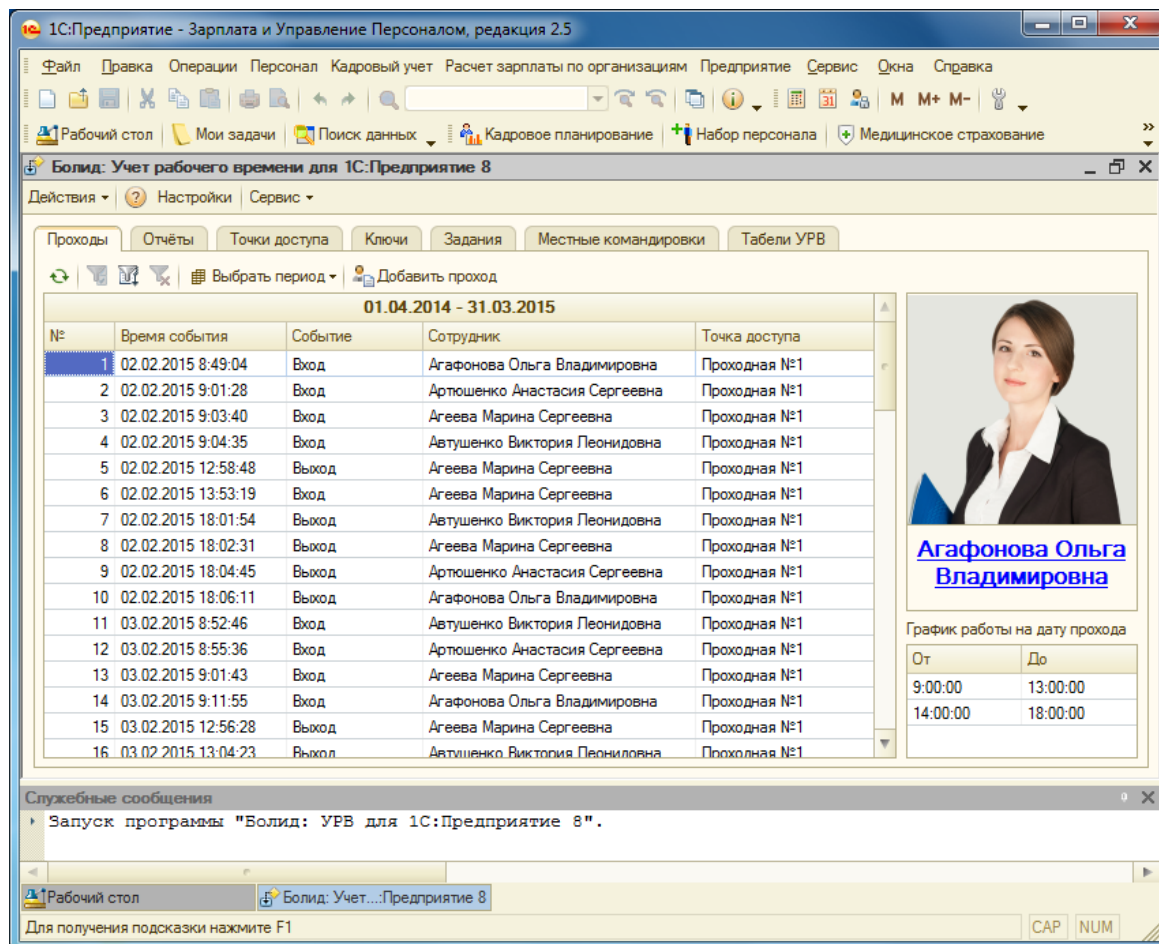 1С:Предприятие - Зарплата и Управление Персоналом, редакция 2.5
Файл Правка Операции Персонал Кадровый учет Расчет зарплаты по организациям Предприятие Сервис Окна Справка
M M+ M-
Рабочий стол Мои задачи Поиск данных Кадровое планирование Набор персонала Медицинское страхование
Болид: Учет рабочего времени для 1С:Предприятие 8
Действия Настройки Сервис
Проходы Отчёты Точки доступа Ключи Задания Местные командировки Табели УРВ
Выбрать период Добавить проход
01.04.2014 - 31.03.2015
№ Время события Событие Сотрудник Точка доступа
1 02.02.2015 8:49:04 Вход Агафонова Ольга Владимировна Проходная №1
2 02.02.2015 9:01:28 Вход Артюшенко Анастасия Сергеевна Проходная №1
3 02.02.2015 9:03:40 Вход Агеева Марина Сергеевна Проходная №1
4 02.02.2015 9:04:35 Вход Автушенко Виктория Леонидовна Проходная №1
5 02.02.2015 12:58:48 Выход Агеева Марина Сергеевна Проходная №1
6 02.02.2015 13:53:19 Вход Агеева Марина Сергеевна Проходная №1
7 02.02.2015 18:01:54 Выход Автушенко Виктория Леонидовна Проходная №1
8 02.02.2015 18:02:31 Выход Агеева Марина Сергеевна Проходная №1
9 02.02.2015 18:04:45 Выход Артюшенко Анастасия Сергеевна Проходная №1
10 02.02.2015 18:06:11 Выход Агафонова Ольга Владимировна Проходная №1
11 03.02.2015 8:52:46 Вход Автушенко Виктория Леонидовна Проходная №1
12 03.02.2015 8:55:36 Вход Артюшенко Анастасия Сергеевна Проходная №1
13 03.02.2015 9:01:43 Вход Агеева Марина Сергеевна Проходная №1
14 03.02.2015 9:11:55 Вход Агафонова Ольга Владимировна Проходная №1
15 03.02.2015 12:56:28 Выход Агеева Марина Сергеевна Проходная №1
16 03.02.2015 13:04:23 Выход Автушенко Виктория Леонидовна Проходная №1
Агафонова Ольга
Владимировна
График работы на дату прохода
От До
9:00:00 13:00:00
14:00:00 18:00:00
Служебные сообщения
Запуск программы "Болид: УРВ для 1С:Предприятие 8".
Рабочий стол Болид: Учет...:Предприятие 8
Для получения подсказки нажмите F1 CAP NUM